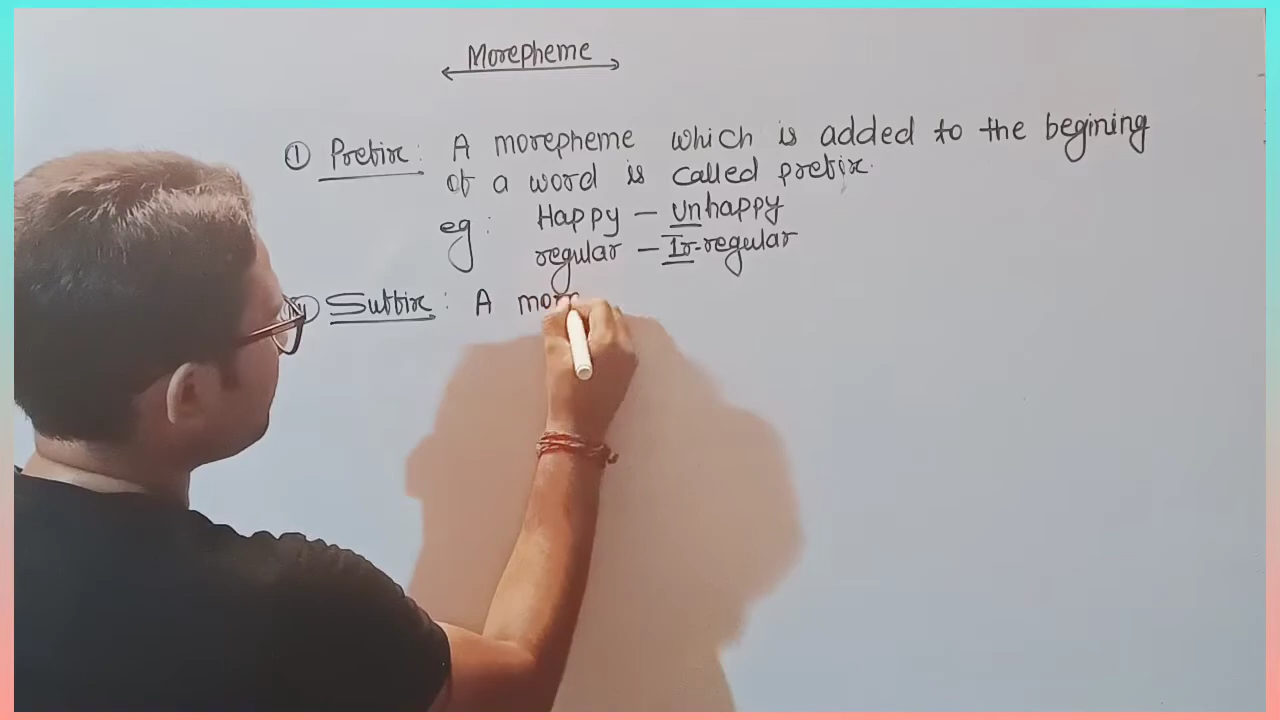 Morepheme
① Prefix : A morepheme which is added to the begining
of a word is called prefix.
eg : Happy – Unhappy
regular – Ir-regular
Suffix : A mor